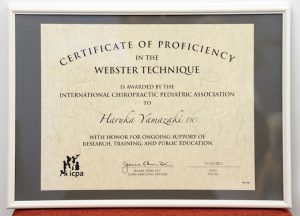 CERTIFICATE OF PROFICIENCY
IN THE
WEBSTER TECHNIQUE
IS AWARDED BY THE
INTERNATIONAL CHIROPRACTIC PEDIATRIC ASSOCIATION
TO
Haruka Yamazaki, DC
WITH HONOR FOR ONGOING SUPPORT OF
RESEARCH, TRAINING, AND PUBLIC EDUCATION
icpa